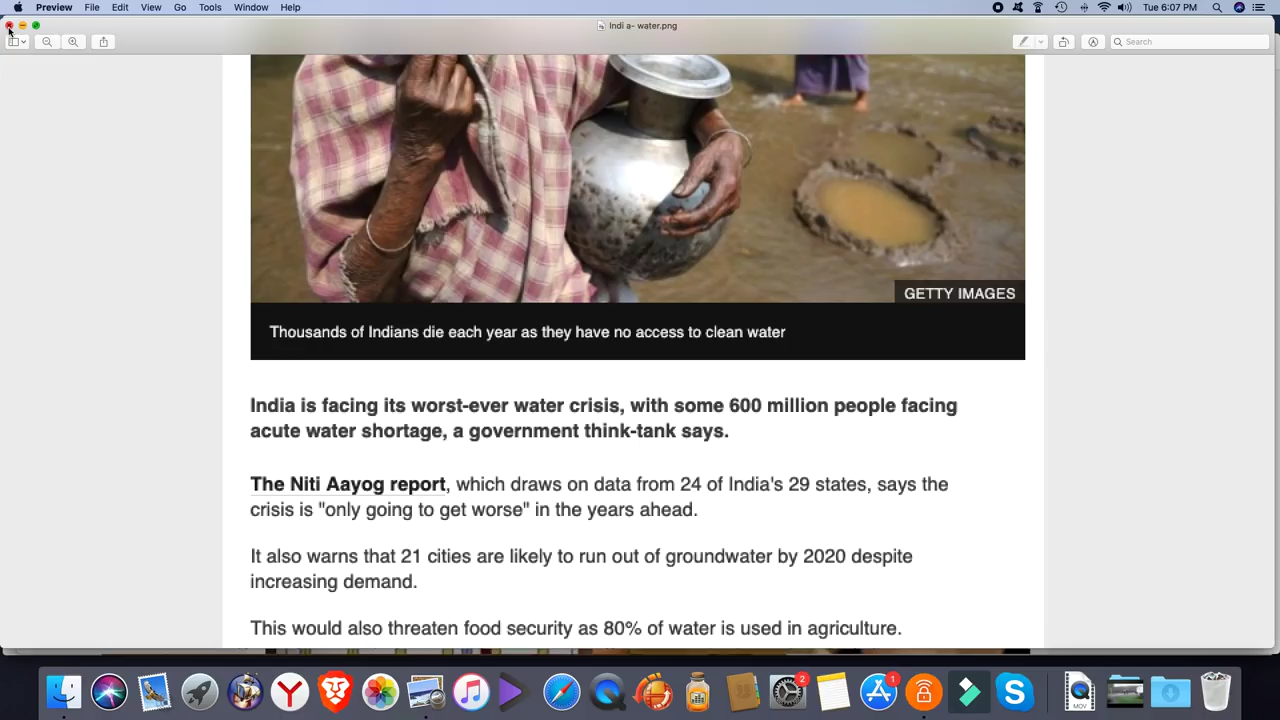 Preview File Edit View Go Tools Window Help Tue 6:07 PM
Indi a- water.png
Search
GETTY IMAGES
Thousands of Indians die each year as they have no access to clean water
India is facing its worst-ever water crisis, with some 600 million people facing
acute water shortage, a government think-tank says.
The Niti Aayog report, which draws on data from 24 of India's 29 states, says the
crisis is "only going to get worse" in the years ahead.
It also warns that 21 cities are likely to run out of groundwater by 2020 despite
increasing demand.
This would also threaten food security as 80% of water is used in agriculture.
2
1
MOV